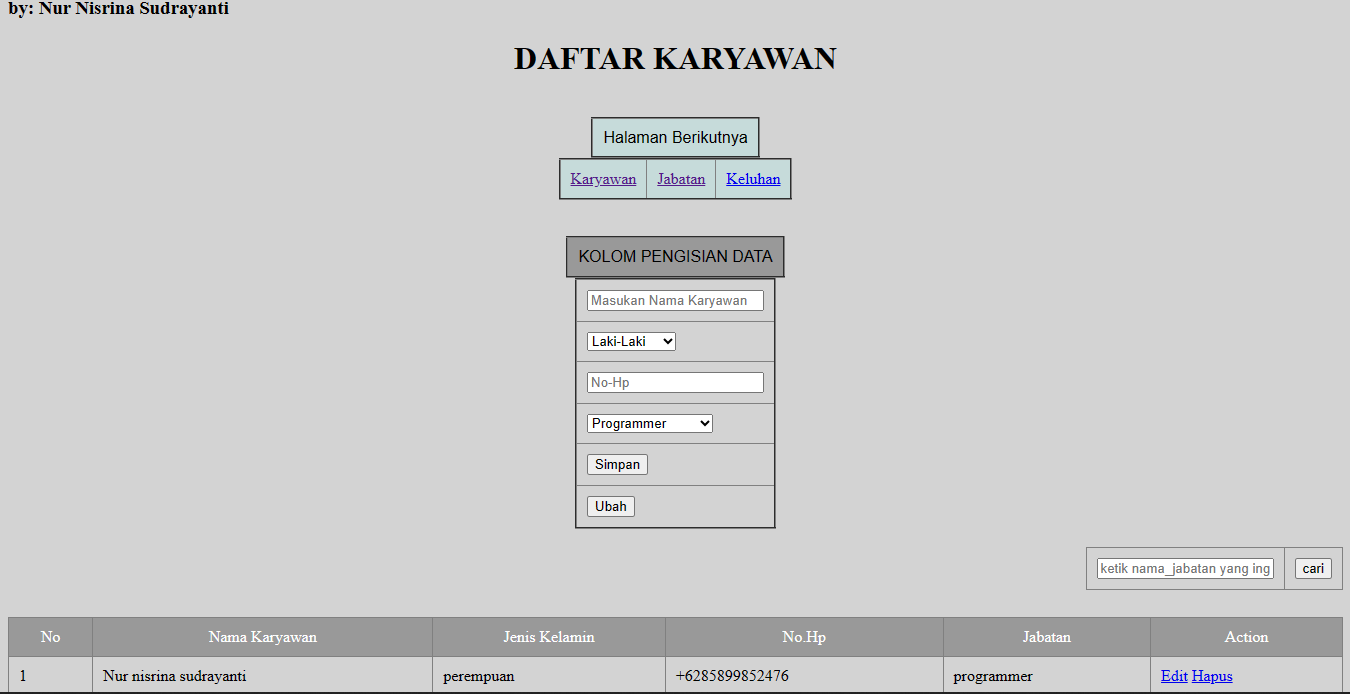 by: Nur Nisrina Sudrayanti
DAFTAR KARYAWAN
Halaman Berikutnya
Karyawan Jabatan Keluhan
KOLOM PENGISIAN DATA
Masukan Nama Karyawan
Laki-Laki
No-Hp
Programmer
Simpan
Ubah
ketik nama_jabatan yang ing cari
No Nama Karyawan Jenis Kelamin No.Hp Jabatan Action
1 Nur nisrina sudrayanti perempuan +6285899852476 programmer Edit Hapus